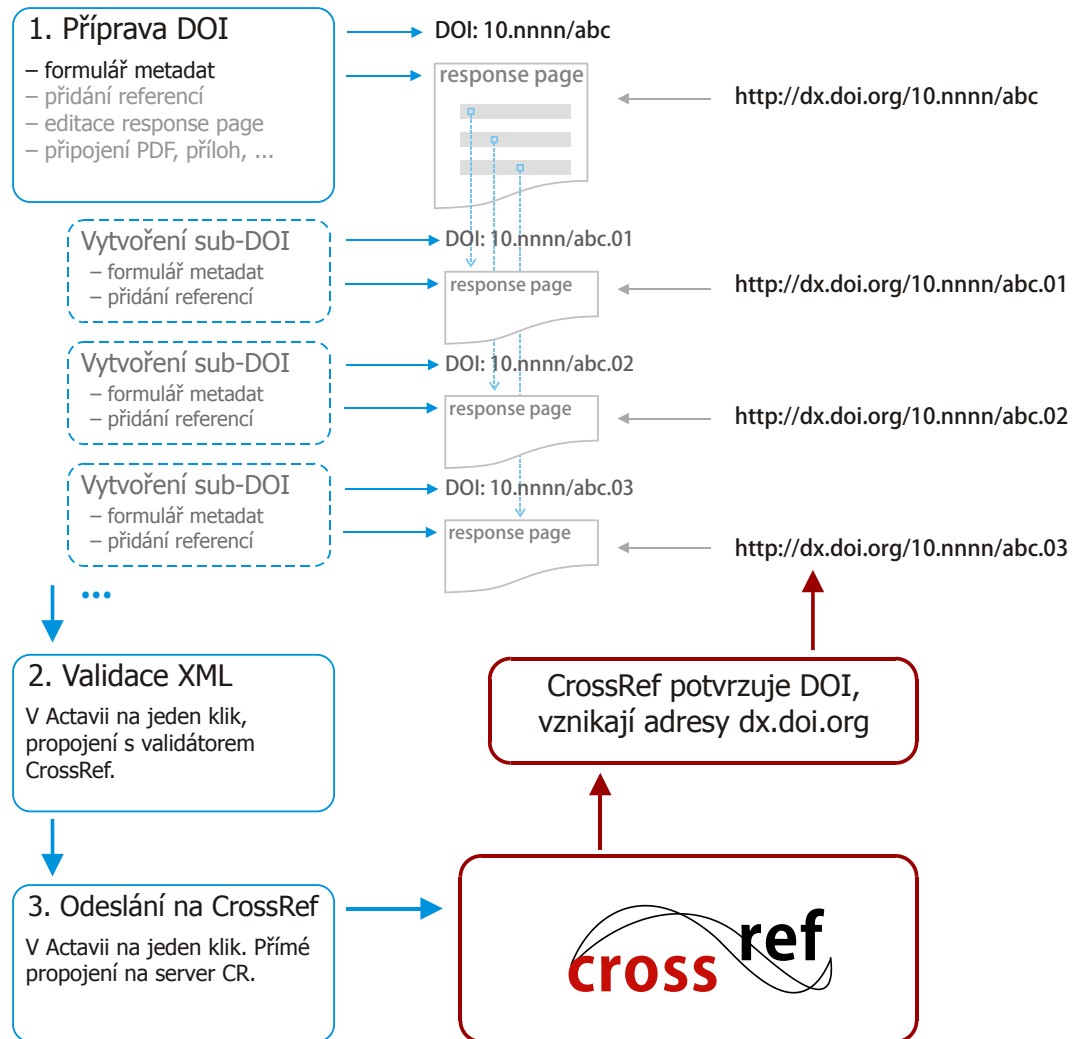 1. Příprava DOI
– formulář metadat
– přidání referencí
– editace response page
– připojení PDF, příloh, ...
DOI: 10.nnnn/abc
response page
http://dx.doi.org/10.nnnn/abc
Vytvoření sub-DOI
– formulář metadat
– přidání referencí
DOI: 10.nnnn/abc.01
response page
http://dx.doi.org/10.nnnn/abc.01
Vytvoření sub-DOI
– formulář metadat
– přidání referencí
DOI: 10.nnnn/abc.02
response page
http://dx.doi.org/10.nnnn/abc.02
Vytvoření sub-DOI
– formulář metadat
– přidání referencí
DOI: 10.nnnn/abc.03
response page
http://dx.doi.org/10.nnnn/abc.03
...
2. Validace XML
V Actavii na jeden klik,
propojení s validátorem
CrossRef.
CrossRef potvrzuje DOI,
vznikají adresy dx.doi.org
3. Odeslání na CrossRef
V Actavii na jeden klik. Přímé
propojení na server CR.
cross ref